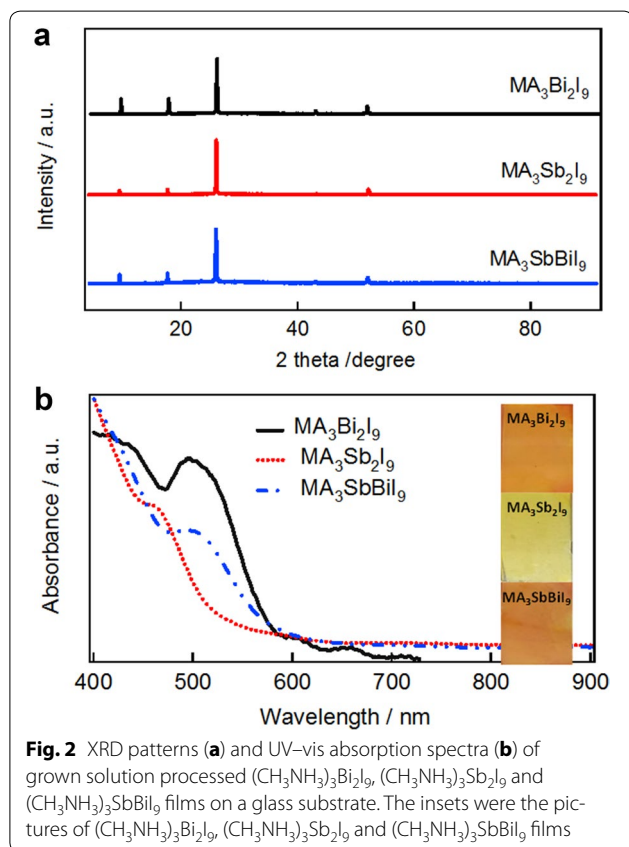 a
Intensity / a.u.
MA₃Bi₂I₉
MA₃Sb₂I₉
MA₃SbBiI₉
20 40 60 80
2 theta /degree
b
Absorbance / a.u.
MA₃Bi₂I₉
MA₃Sb₂I₉
MA₃SbBiI₉
MA₃Bi₂I₉
MA₃Sb₂I₉
MA₃SbBiI₉
400 500 600 700 800 900
Wavelength / nm
Fig. 2 XRD patterns (a) and UV–vis absorption spectra (b) of
grown solution processed (CH₃NH₃)₃Bi₂I₉, (CH₃NH₃)₃Sb₂I₉ and
(CH₃NH₃)₃SbBiI₉ films on a glass substrate. The insets were the pic-
tures of (CH₃NH₃)₃Bi₂I₉, (CH₃NH₃)₃Sb₂I₉ and (CH₃NH₃)₃SbBiI₉ films